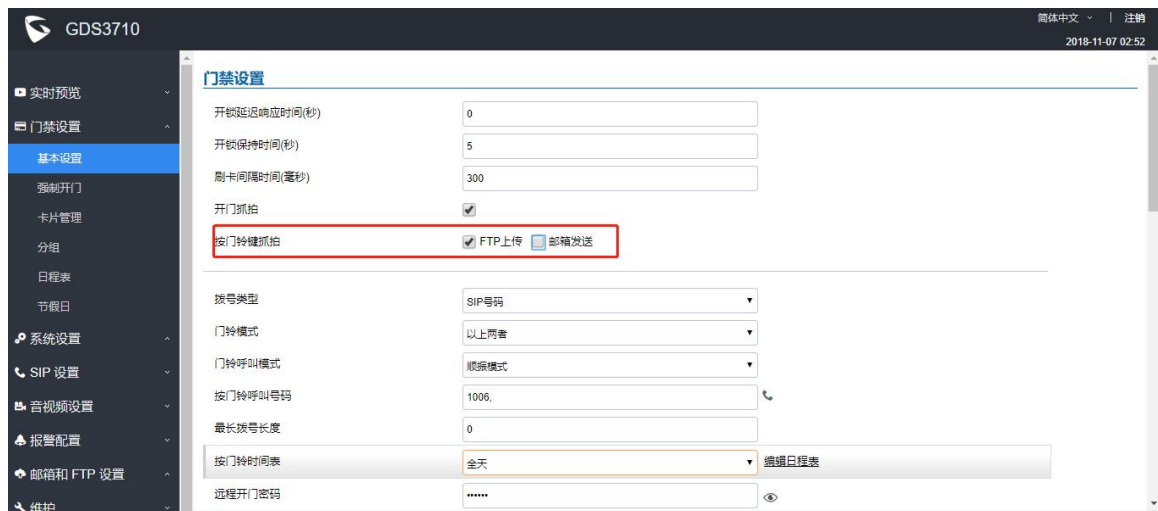 GDS3710
简体中文 | 注销
2018-11-07 02:52
实时预览
门禁设置
基本设置
强制开门
卡片管理
分组
日程表
节假日
系统设置
SIP 设置
音视频设置
报警配置
邮箱和 FTP 设置
维护
门禁设置
开锁延迟响应时间(秒) 0
开锁保持时间(秒) 5
刷卡间隔时间(毫秒) 300
开门抓拍
按门铃键抓拍 FTP上传 邮箱发送
拨号类型 SIP号码
门铃模式 以上两者
门铃呼叫模式 顺振模式
按门铃呼叫号码 1006,
最长拨号长度 0
按门铃时间表 全天 编辑日程表
远程开门密码 ••••••